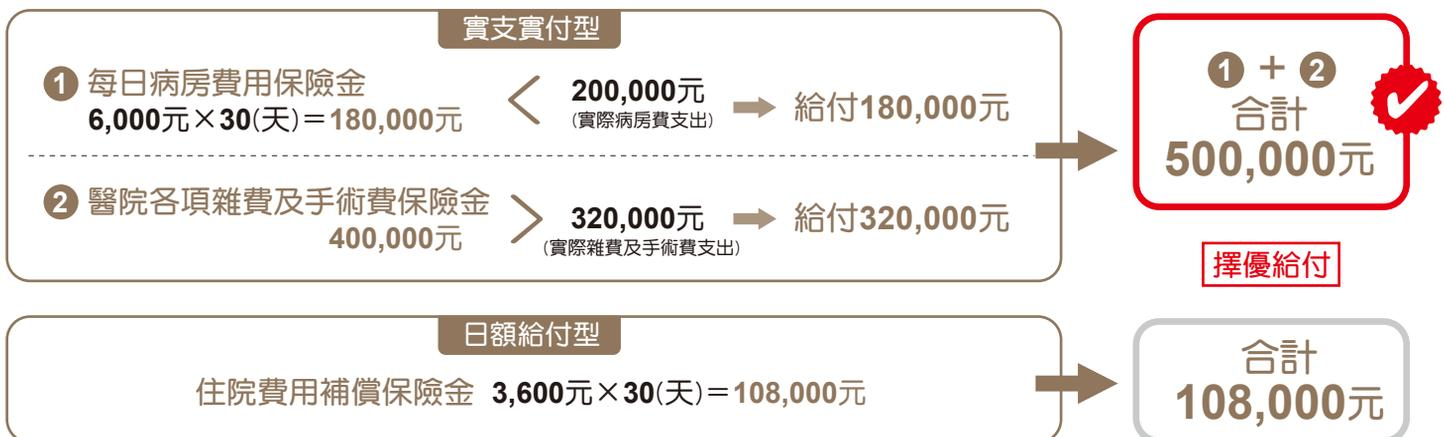 實支實付型
❶ 每日病房費用保險金
6,000元×30(天)＝180,000元
<
200,000元
(實際病房費支出)
給付180,000元
❷ 醫院各項雜費及手術費保險金
400,000元
>
320,000元
(實際雜費及手術費支出)
給付320,000元
❶ + ❷
合計
500,000元
擇優給付
日額給付型
住院費用補償保險金 3,600元×30(天)＝108,000元
合計
108,000元